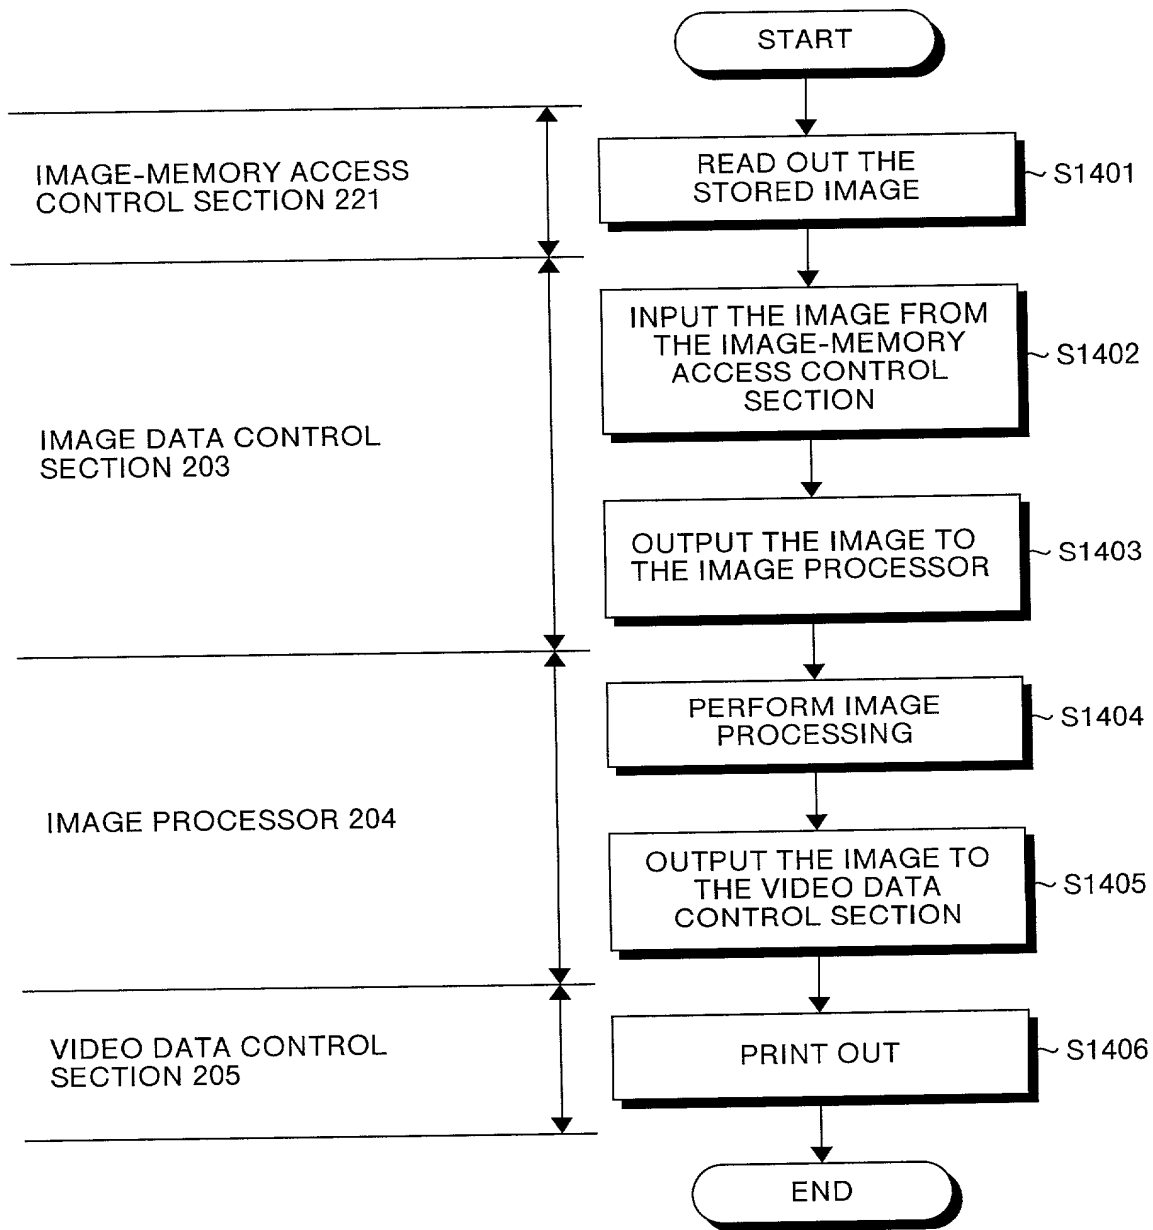 START
IMAGE-MEMORY ACCESS
CONTROL SECTION 221
READ OUT THE
STORED IMAGE
S1401
INPUT THE IMAGE FROM
THE IMAGE-MEMORY
ACCESS CONTROL
SECTION
S1402
IMAGE DATA CONTROL
SECTION 203
OUTPUT THE IMAGE TO
THE IMAGE PROCESSOR
S1403
PERFORM IMAGE
PROCESSING
S1404
IMAGE PROCESSOR 204
OUTPUT THE IMAGE TO
THE VIDEO DATA
CONTROL SECTION
S1405
VIDEO DATA CONTROL
SECTION 205
PRINT OUT
S1406
END